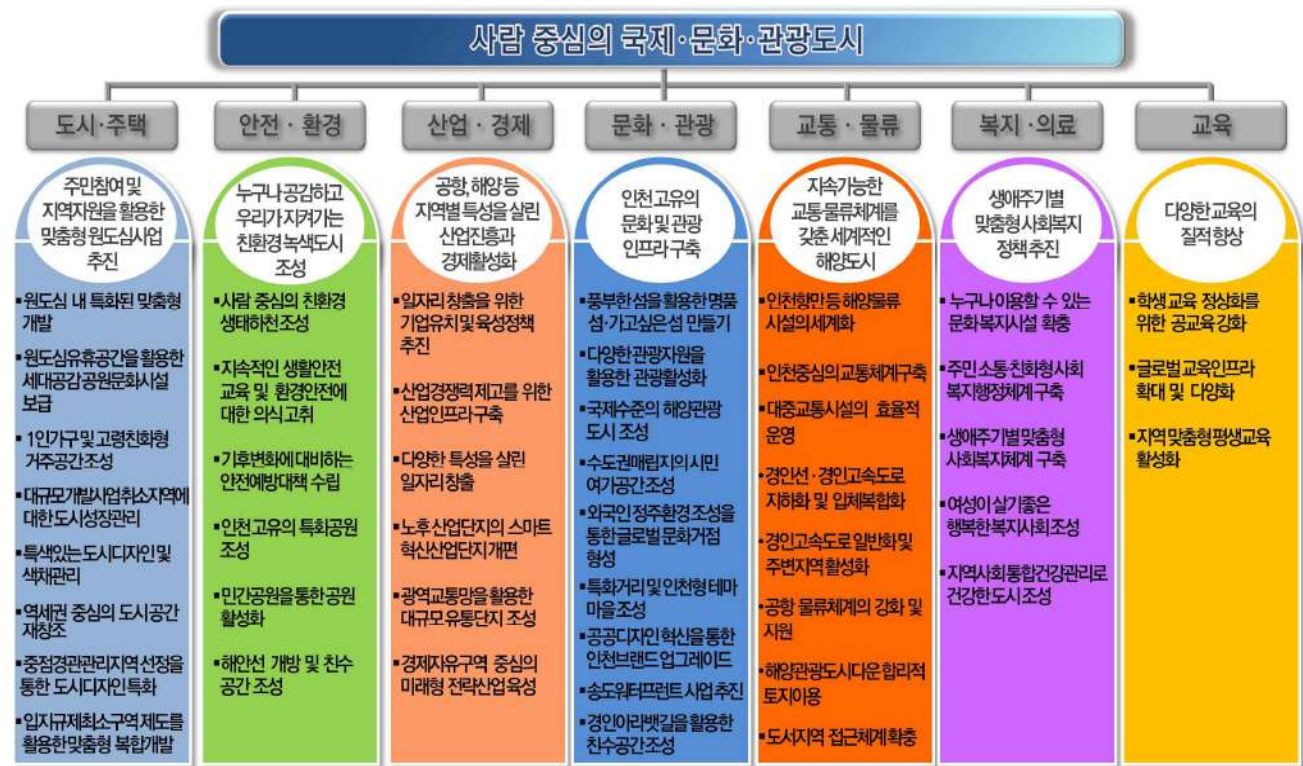 사람 중심의 국제·문화·관광도시
도시·주택
주민참여 및
지역자원을 활용한
맞춤형 원도심사업
추진
▪원도심 내 특화된 맞춤형
개발
▪원도심유휴공간을 활용한
세대공감 공원문화시설
보급
▪1인가구 및 고령친화형
거주공간 조성
▪대규모개발사업취소지역에
대한 도시성장관리
▪특색있는 도시디자인 및
색채관리
▪역세권 중심의 도시공간
재창조
▪중점경관관리지역 선정을
통한 도시디자인 특화
▪입지규제최소구역 제도를
활용한 맞춤형 복합개발
안전 · 환경
누구나 공감하고
우리가 지켜가는
친환경 녹색도시
조성
▪사람 중심의 친환경
생태하천 조성
▪지속적인 생활안전
교육 및 환경안전에
대한 의식 고취
▪기후변화에 대비하는
안전예방대책 수립
▪인천 고유의 특화공원
조성
▪민간공원을 통한 공원
활성화
▪해안선 개방 및 친수
공간 조성
산업 · 경제
공항, 해양 등
지역별 특성을 살린
산업진흥과
경제활성화
▪일자리 창출을 위한
기업유치 및 육성정책
추진
▪산업경쟁력 제고를 위한
산업인프라 구축
▪다양한 특성을 살린
일자리 창출
▪노후 산업단지의 스마트
혁신산업단지 개편
▪광역교통망을 활용한
대규모 유통단지 조성
▪경제자유구역 중심의
미래형 전략산업 육성
문화 · 관광
인천 고유의
문화 및 관광
인프라 구축
▪풍부한 섬을 활용한 명품
섬·가고싶은 섬 만들기
▪다양한 관광자원을
활용한 관광활성화
▪국제수준의 해양관광
도시 조성
▪수도권매립지의 시민
여가공간 조성
▪외국인 정주환경 조성을
통한 글로벌 문화거점
형성
▪특화거리 및 인천형 테마
마을 조성
▪공공디자인 혁신을 통한
인천브랜드 업그레이드
▪송도워터프런트 사업 추진
▪경인아라뱃길을 활용한
친수공간 조성
교통 · 물류
지속가능한
교통·물류체계를
갖춘 세계적인
해양도시
▪인천항만 등 해양물류
시설의 세계화
▪인천중심의 교통체계구축
▪대중교통시설의 효율적
운영
▪경인선 · 경인고속도로
지하화 및 입체복합화
▪경인고속도로 일반화 및
주변지역 활성화
▪공항 물류체계의 강화 및
지원
▪해양관광도시다운 합리적
토지이용
▪도서지역 접근체계 확충
복지 · 의료
생애주기별
맞춤형 사회복지
정책 추진
▪누구나 이용할 수 있는
문화 복지시설 확충
▪주민 소통 친화형 사회
복지행정체계 구축
▪생애주기별 맞춤형
사회복지체계 구축
▪여성이 살기좋은
행복한 복지사회 조성
▪지역사회 통합건강관리로
건강한 도시 조성
교육
다양한 교육의
질적 향상
▪학생 교육 정상화를
위한 공교육 강화
▪글로벌 교육인프라
확대 및 다양화
▪지역 맞춤형 평생교육
활성화